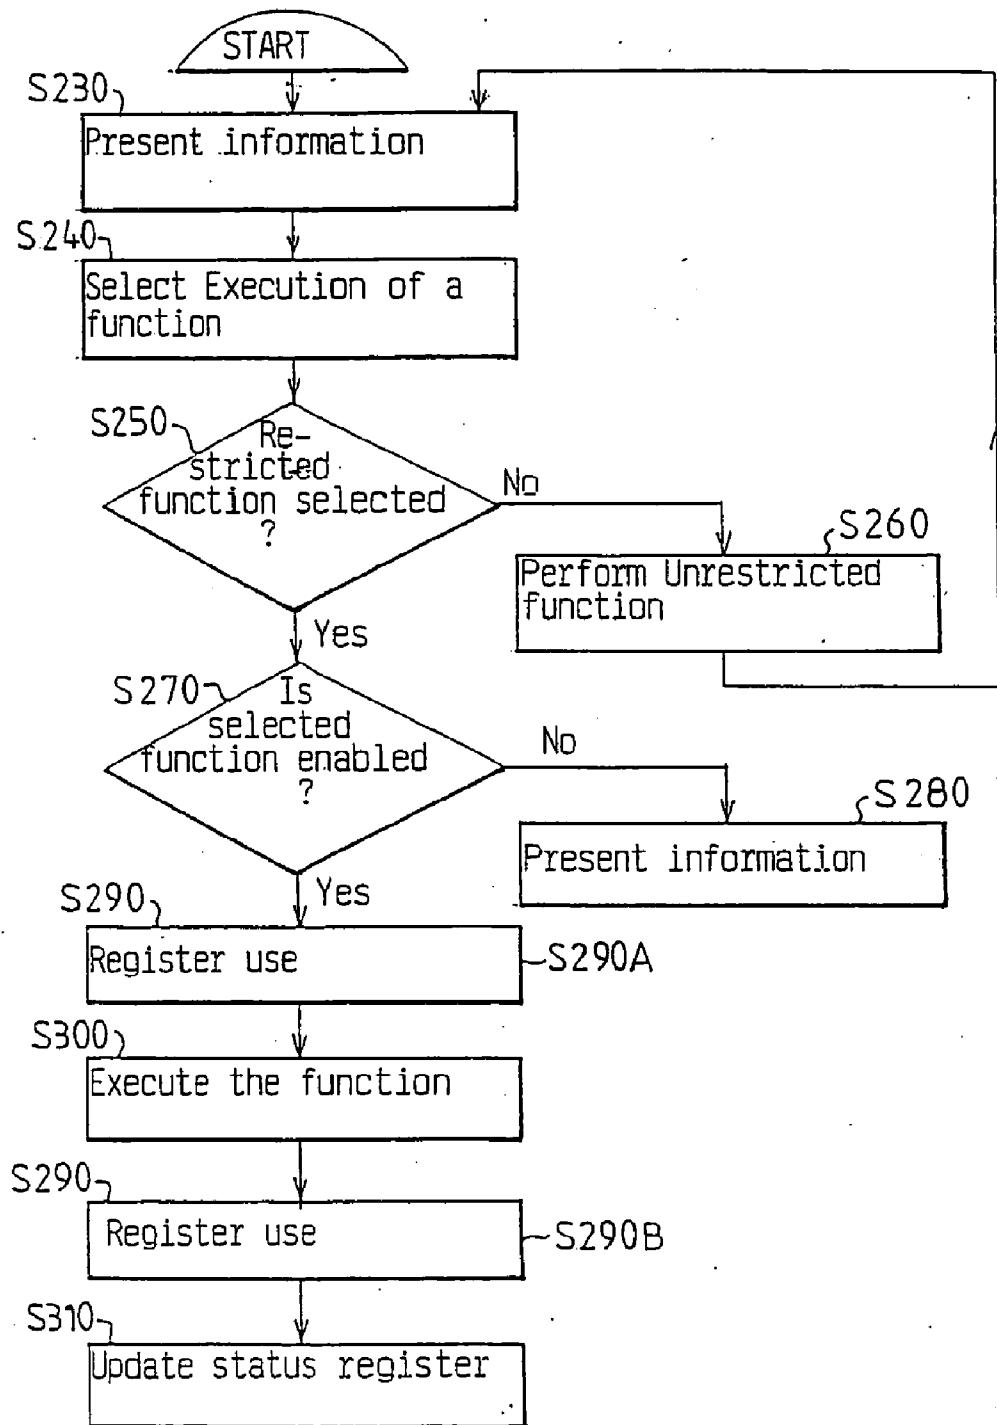 START
S230
Present information
S240
Select Execution of a
function
S250
Re-
stricted
function selected
?
No
S260
Perform Unrestricted
function
Yes
S270
Is
selected
function enabled
?
No
S280
Present information
Yes
S290
Register use
S290A
S300
Execute the function
S290
Register use
S290B
S310
Update status register